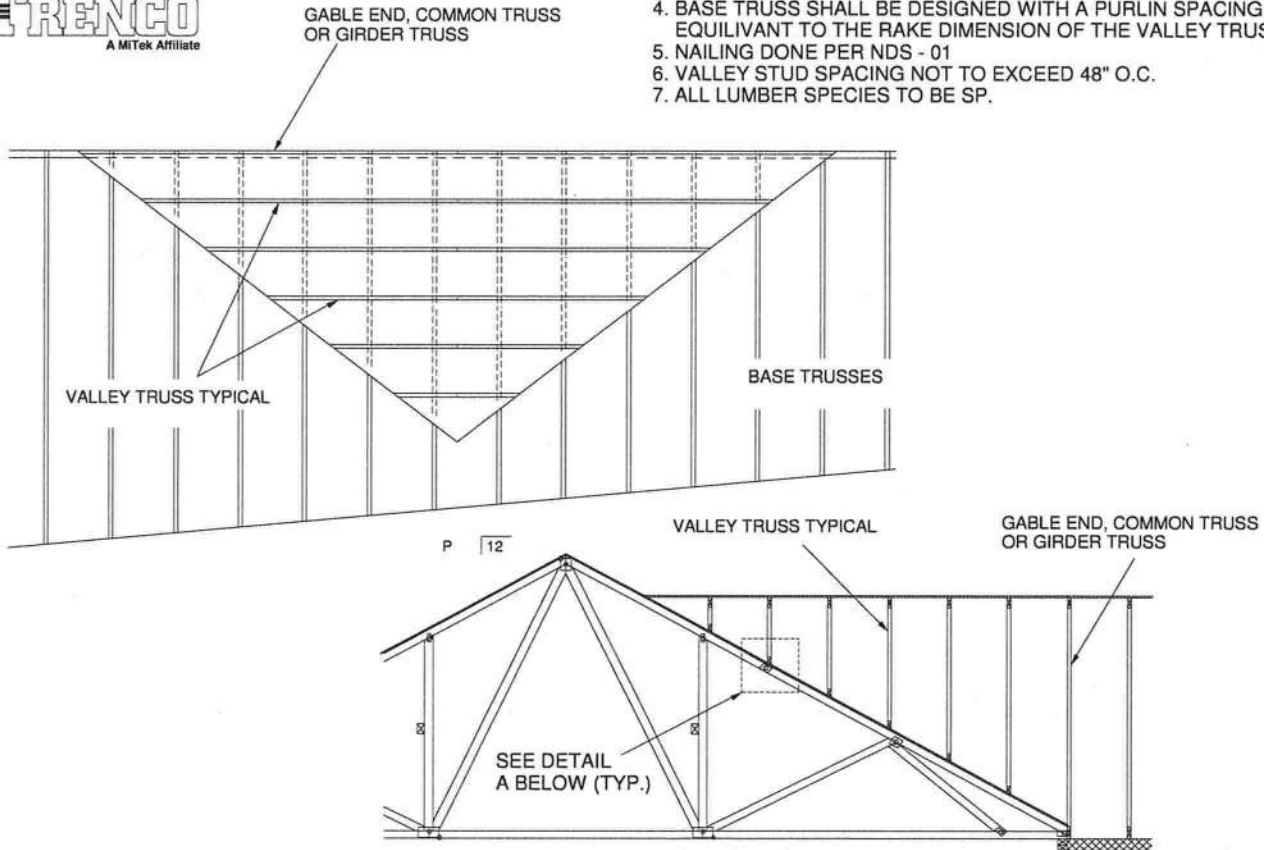 TRENCO
A MiTek Affiliate
GABLE END, COMMON TRUSS
OR GIRDER TRUSS
4. BASE TRUSS SHALL BE DESIGNED WITH A PURLIN SPACING
EQUILIVANT TO THE RAKE DIMENSION OF THE VALLEY TRUS
5. NAILING DONE PER NDS - 01
6. VALLEY STUD SPACING NOT TO EXCEED 48" O.C.
7. ALL LUMBER SPECIES TO BE SP.
VALLEY TRUSS TYPICAL
BASE TRUSSES
P 12
VALLEY TRUSS TYPICAL
GABLE END, COMMON TRUSS
OR GIRDER TRUSS
SEE DETAIL
A BELOW (TYP.)